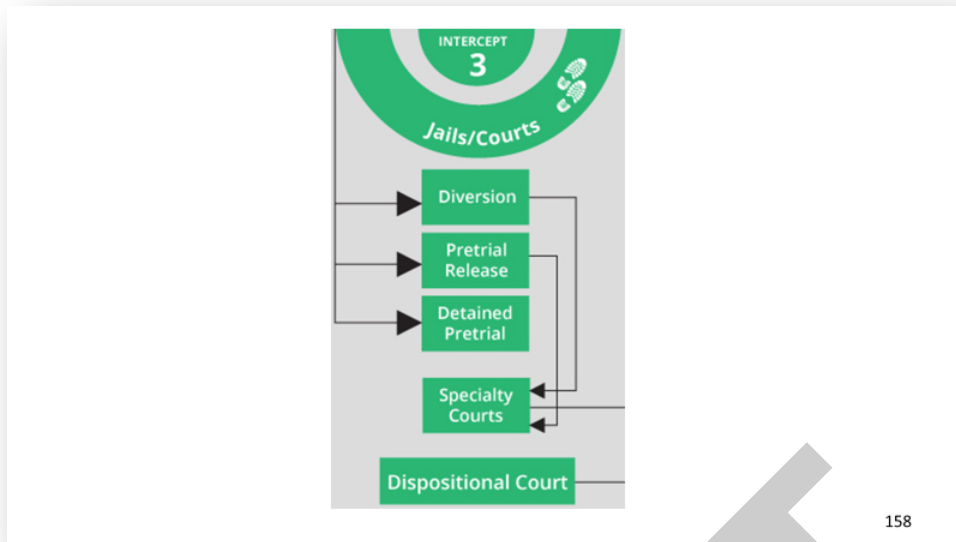 INTERCEPT
3
Jails/Courts
Diversion
Pretrial
Release
Detained
Pretrial
Specialty
Courts
Dispositional Court
158